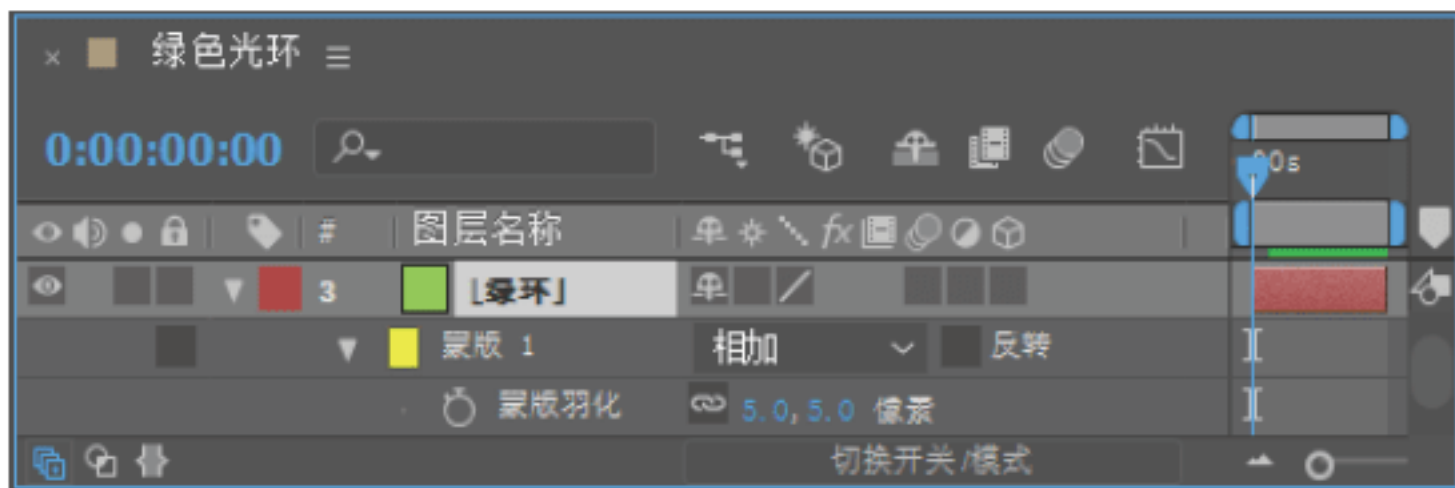 × 绿色光环 ≡
0:00:00:00
00s
# 图层名称 fx
3 [绿环]
蒙版 1 相加 反转
蒙版羽化 5.0,5.0 像素
切换开关/模式